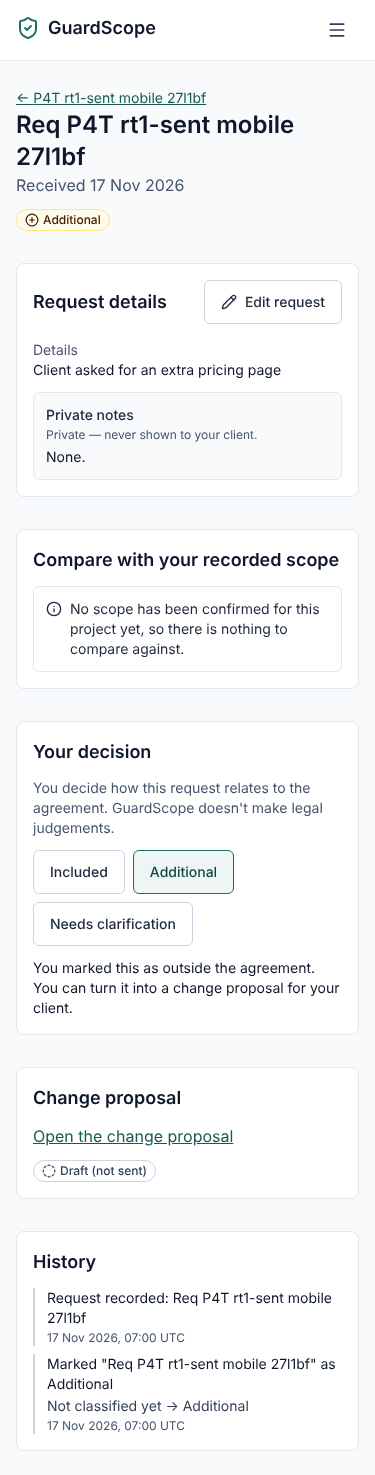 GuardScope
← P4T rt1-sent mobile 27l1bf
Req P4T rt1-sent mobile
27l1bf
Received 17 Nov 2026
Additional
Request details
Edit request
Details
Client asked for an extra pricing page
Private notes
Private — never shown to your client.
None.
Compare with your recorded scope
No scope has been confirmed for this
project yet, so there is nothing to
compare against.
Your decision
You decide how this request relates to the
agreement. GuardScope doesn't make legal
judgements.
Included
Additional
Needs clarification
You marked this as outside the agreement.
You can turn it into a change proposal for your
client.
Change proposal
Open the change proposal
Draft (not sent)
History
Request recorded: Req P4T rt1-sent mobile
27l1bf
17 Nov 2026, 07:00 UTC
Marked "Req P4T rt1-sent mobile 27l1bf" as
Additional
Not classified yet → Additional
17 Nov 2026, 07:00 UTC